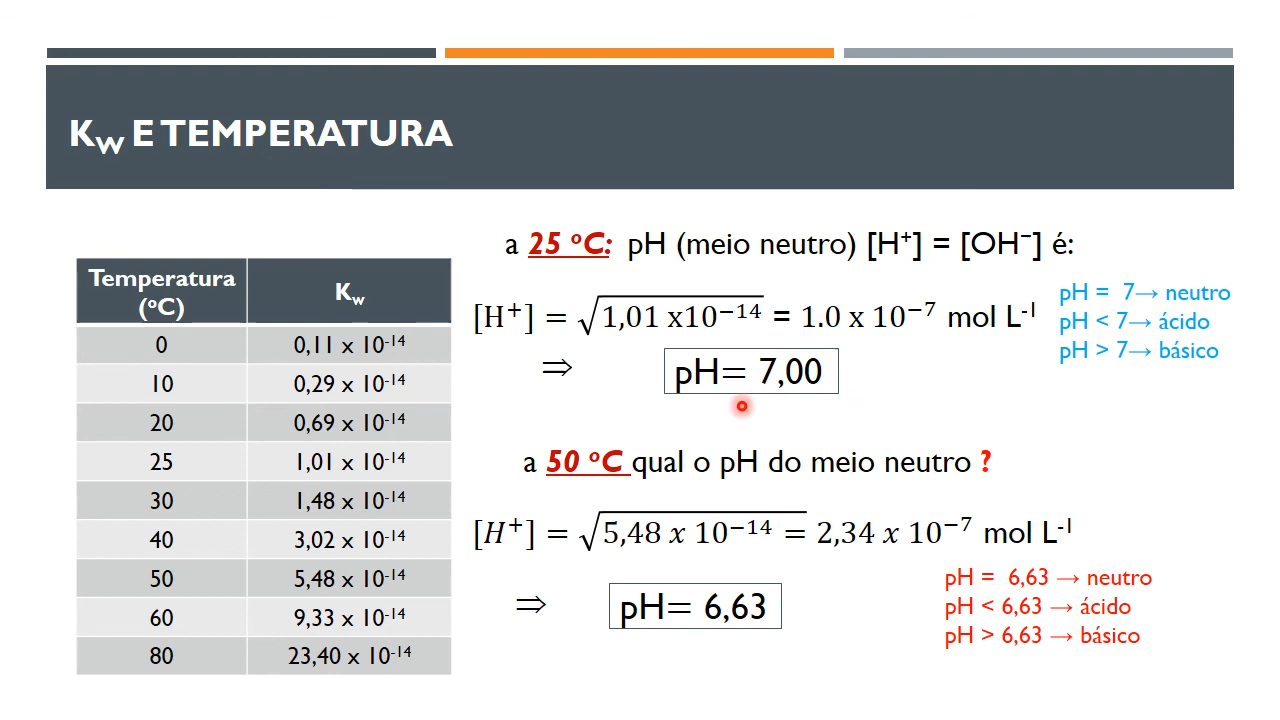 K_W E TEMPERATURA
a 25 ºC: pH (meio neutro) [H⁺] = [OH⁻] é:
[H⁺] = √1,01 x10⁻¹⁴ = 1.0 x 10⁻⁷ mol L⁻¹
⇒ pH= 7,00
pH = 7→ neutro
pH < 7→ ácido
pH > 7→ básico
Temperatura (ºC) K_w
0 0,11 x 10⁻¹⁴
10 0,29 x 10⁻¹⁴
20 0,69 x 10⁻¹⁴
25 1,01 x 10⁻¹⁴
30 1,48 x 10⁻¹⁴
40 3,02 x 10⁻¹⁴
50 5,48 x 10⁻¹⁴
60 9,33 x 10⁻¹⁴
80 23,40 x 10⁻¹⁴
a 50 ºC qual o pH do meio neutro ?
[H⁺] = √5,48 x 10⁻¹⁴ = 2,34 x 10⁻⁷ mol L⁻¹
⇒ pH= 6,63
pH = 6,63 → neutro
pH < 6,63 → ácido
pH > 6,63 → básico